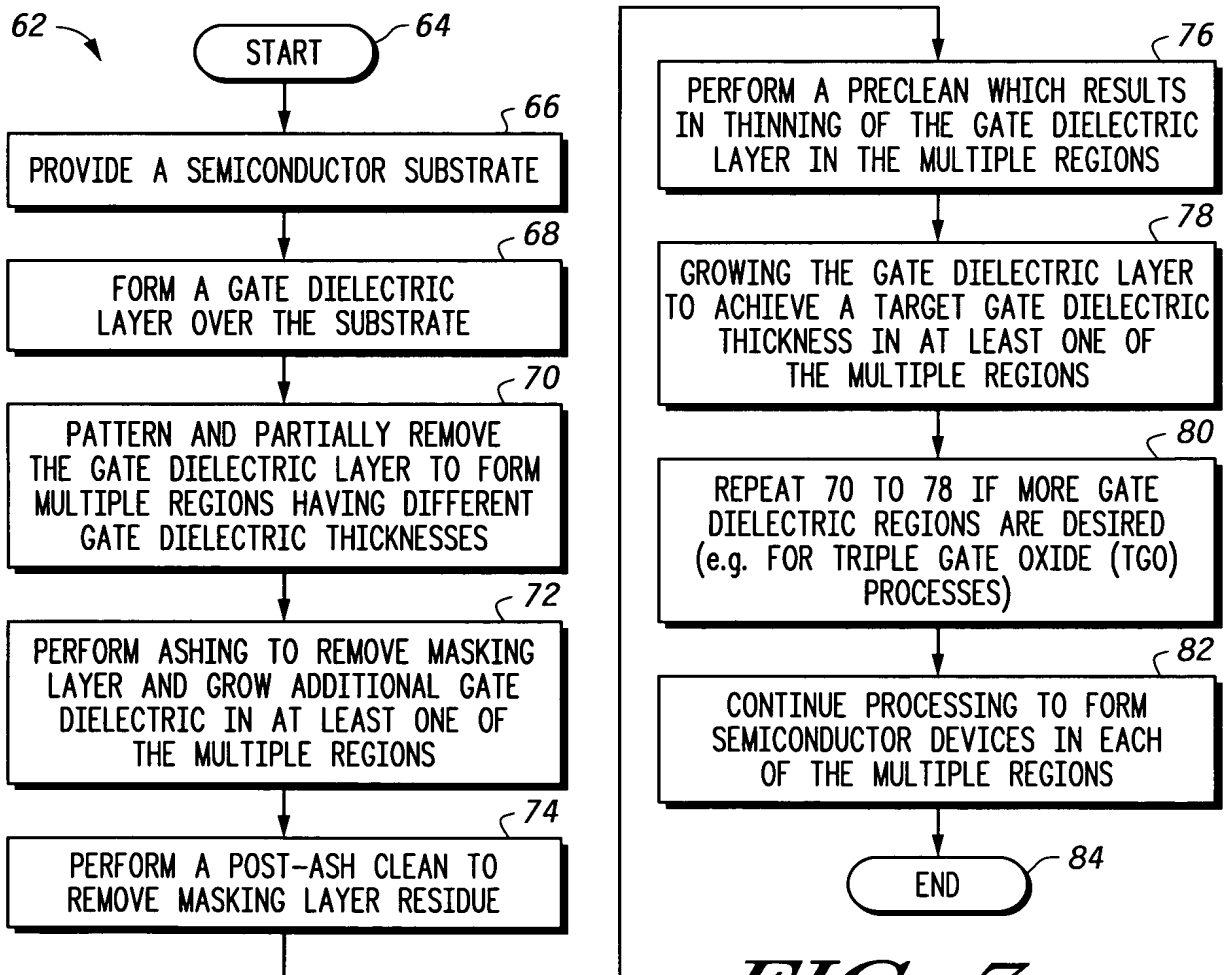 62
START
64
66
PROVIDE A SEMICONDUCTOR SUBSTRATE
68
FORM A GATE DIELECTRIC
LAYER OVER THE SUBSTRATE
70
PATTERN AND PARTIALLY REMOVE
THE GATE DIELECTRIC LAYER TO FORM
MULTIPLE REGIONS HAVING DIFFERENT
GATE DIELECTRIC THICKNESSES
72
PERFORM ASHING TO REMOVE MASKING
LAYER AND GROW ADDITIONAL GATE
DIELECTRIC IN AT LEAST ONE OF
THE MULTIPLE REGIONS
74
PERFORM A POST-ASH CLEAN TO
REMOVE MASKING LAYER RESIDUE
76
PERFORM A PRECLEAN WHICH RESULTS
IN THINNING OF THE GATE DIELECTRIC
LAYER IN THE MULTIPLE REGIONS
78
GROWING THE GATE DIELECTRIC LAYER
TO ACHIEVE A TARGET GATE DIELECTRIC
THICKNESS IN AT LEAST ONE OF
THE MULTIPLE REGIONS
80
REPEAT 70 TO 78 IF MORE GATE
DIELECTRIC REGIONS ARE DESIRED
(e.g. FOR TRIPLE GATE OXIDE (TGO)
PROCESSES)
82
CONTINUE PROCESSING TO FORM
SEMICONDUCTOR DEVICES IN EACH
OF THE MULTIPLE REGIONS
END
84